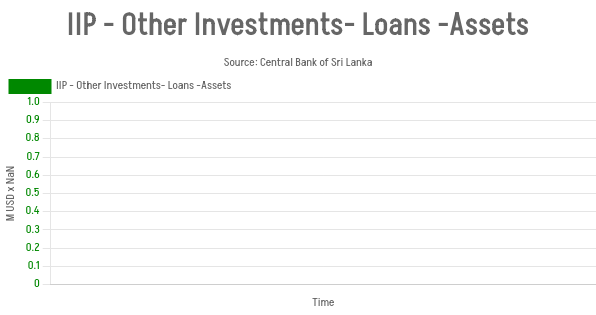 IIP - Other Investments- Loans -Assets
Source: Central Bank of Sri Lanka
IIP - Other Investments- Loans -Assets
1.0
0.9
0.8
0.7
0.6
0.5
0.4
0.3
0.2
0.1
0
M USD x NaN
Time